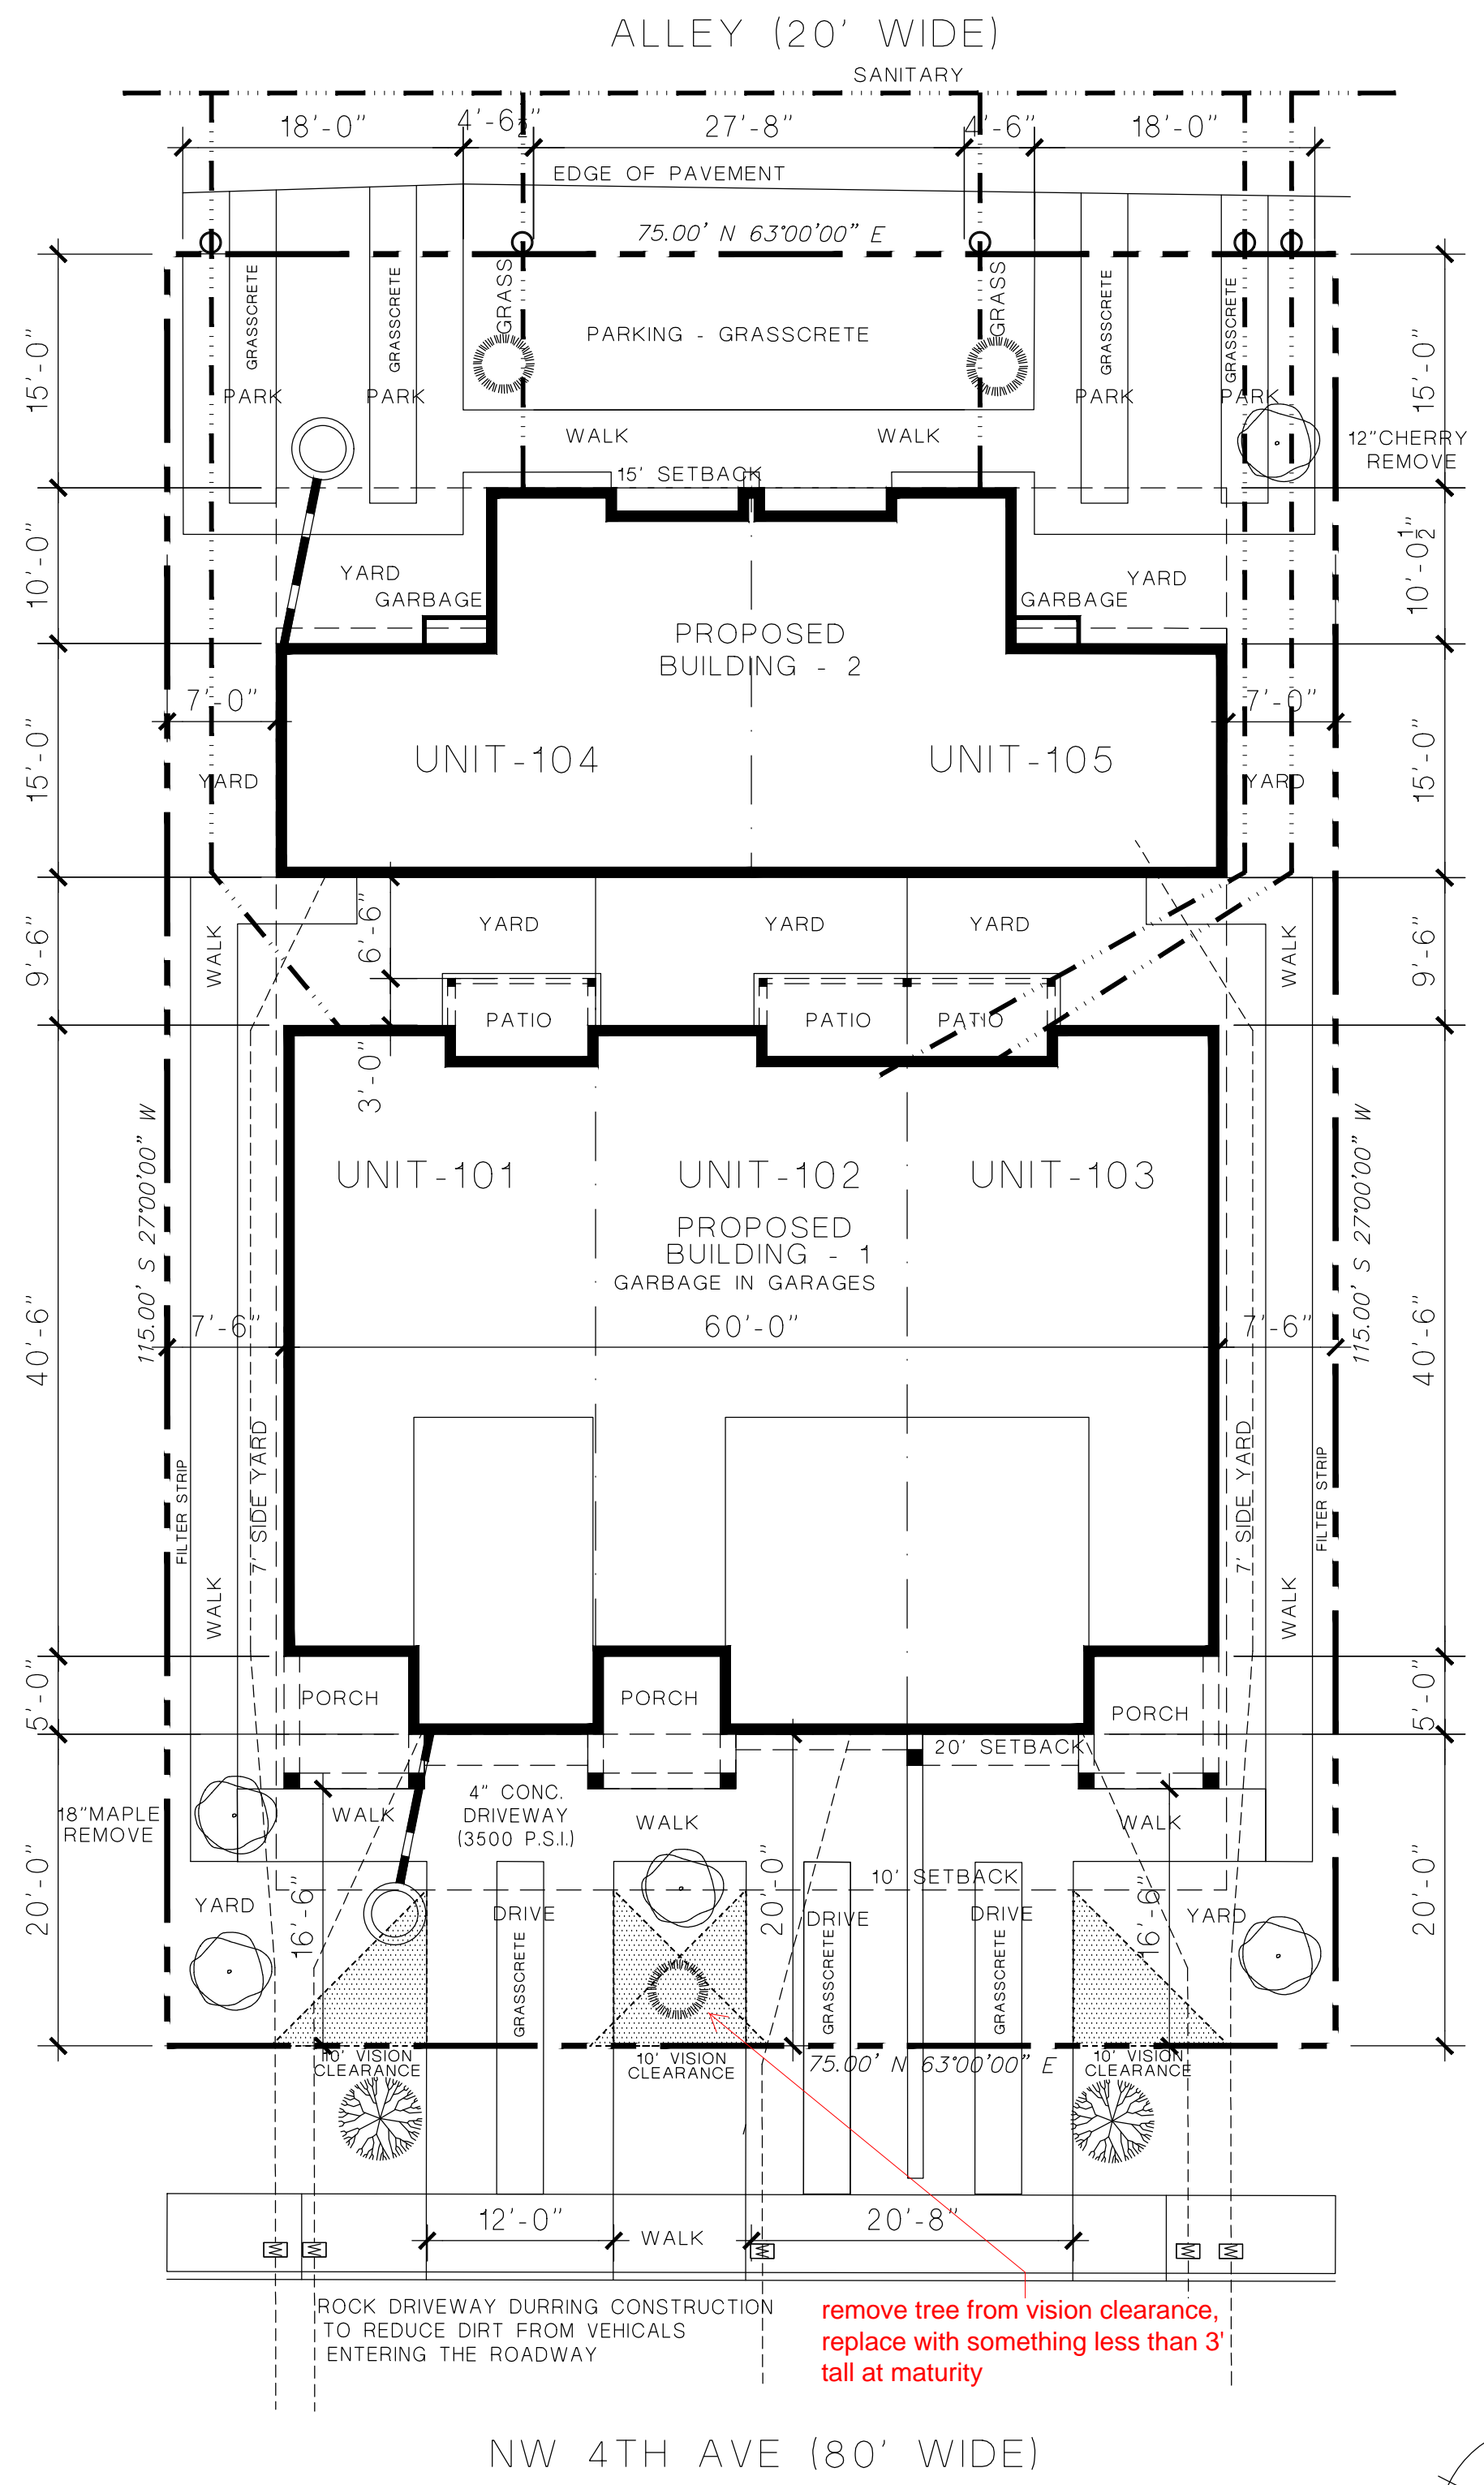 ALLEY (20' WIDE)
SANITARY
18'-0"
4'-6½"
27'-8"
4'-6"
18'-0"
EDGE OF PAVEMENT
75.00' N 63°00'00" E
GRASSCRETE
GRASSCRETE
GRASS
GRASS
GRASSCRETE
GRASSCRETE
PARKING - GRASSCRETE
15'-0"
15'-0"
PARK
PARK
PARK
PARK
WALK
WALK
12"CHERRY
REMOVE
15' SETBACK
10'-0"
10'-0½"
YARD
YARD
GARBAGE
GARBAGE
PROPOSED
BUILDING - 2
7'-0"
7'-0"
15'-0"
15'-0"
UNIT-104
UNIT-105
YARD
YARD
9'-6"
WALK
6'-6"
YARD
YARD
YARD
WALK
9'-6"
PATIO
PATIO
PATIO
3'-0"
115.00' S 27°00'00" W
115.00' S 27°00'00" W
UNIT-101
UNIT-102
UNIT-103
PROPOSED
BUILDING - 1
GARBAGE IN GARAGES
7'-6"
60'-0"
7'-6"
40'-6"
40'-6"
FILTER STRIP
7' SIDE YARD
7' SIDE YARD
FILTER STRIP
WALK
WALK
5'-0"
5'-0"
PORCH
PORCH
PORCH
20' SETBACK
18"MAPLE
REMOVE
WALK
4" CONC.
DRIVEWAY
(3500 P.S.I.)
WALK
WALK
10' SETBACK
20'-0"
YARD
16'-6"
DRIVE
20'-0"
DRIVE
DRIVE
16'-6"
YARD
20'-0"
GRASSCRETE
GRASSCRETE
GRASSCRETE
10' VISION
CLEARANCE
10' VISION
CLEARANCE
75.00' N 63°00'00" E
10' VISION
CLEARANCE
12'-0"
WALK
20'-8"
W
W
W
W
W
ROCK DRIVEWAY DURRING CONSTRUCTION
TO REDUCE DIRT FROM VEHICALS
ENTERING THE ROADWAY
remove tree from vision clearance,
replace with something less than 3'
tall at maturity
NW 4TH AVE (80' WIDE)